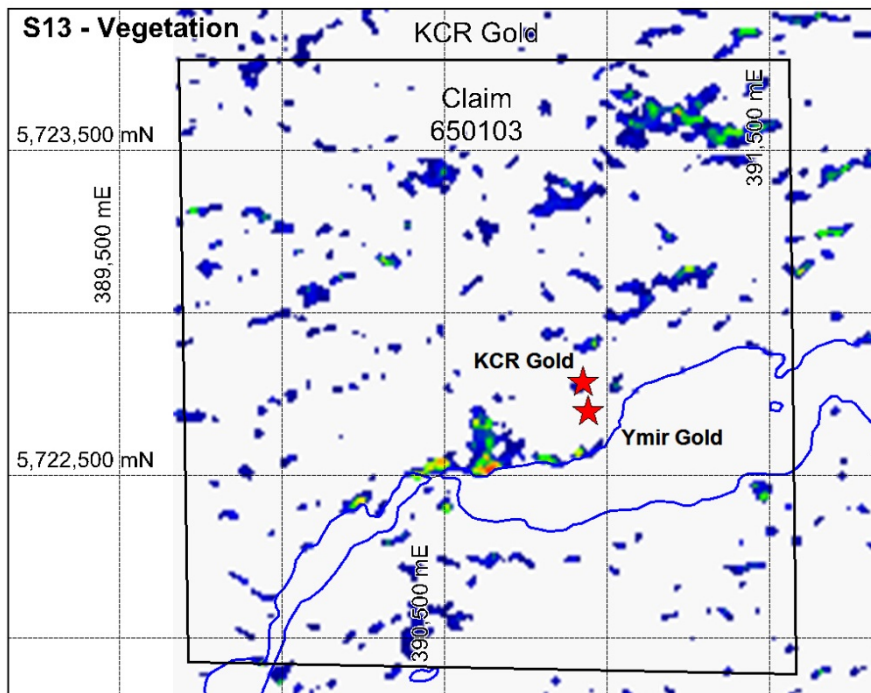 S13 - Vegetation
KCR Gold
Claim
650103
5,723,500 mN
391,500 mE
389,500 mE
KCR Gold
Ymir Gold
5,722,500 mN
390,500 mE